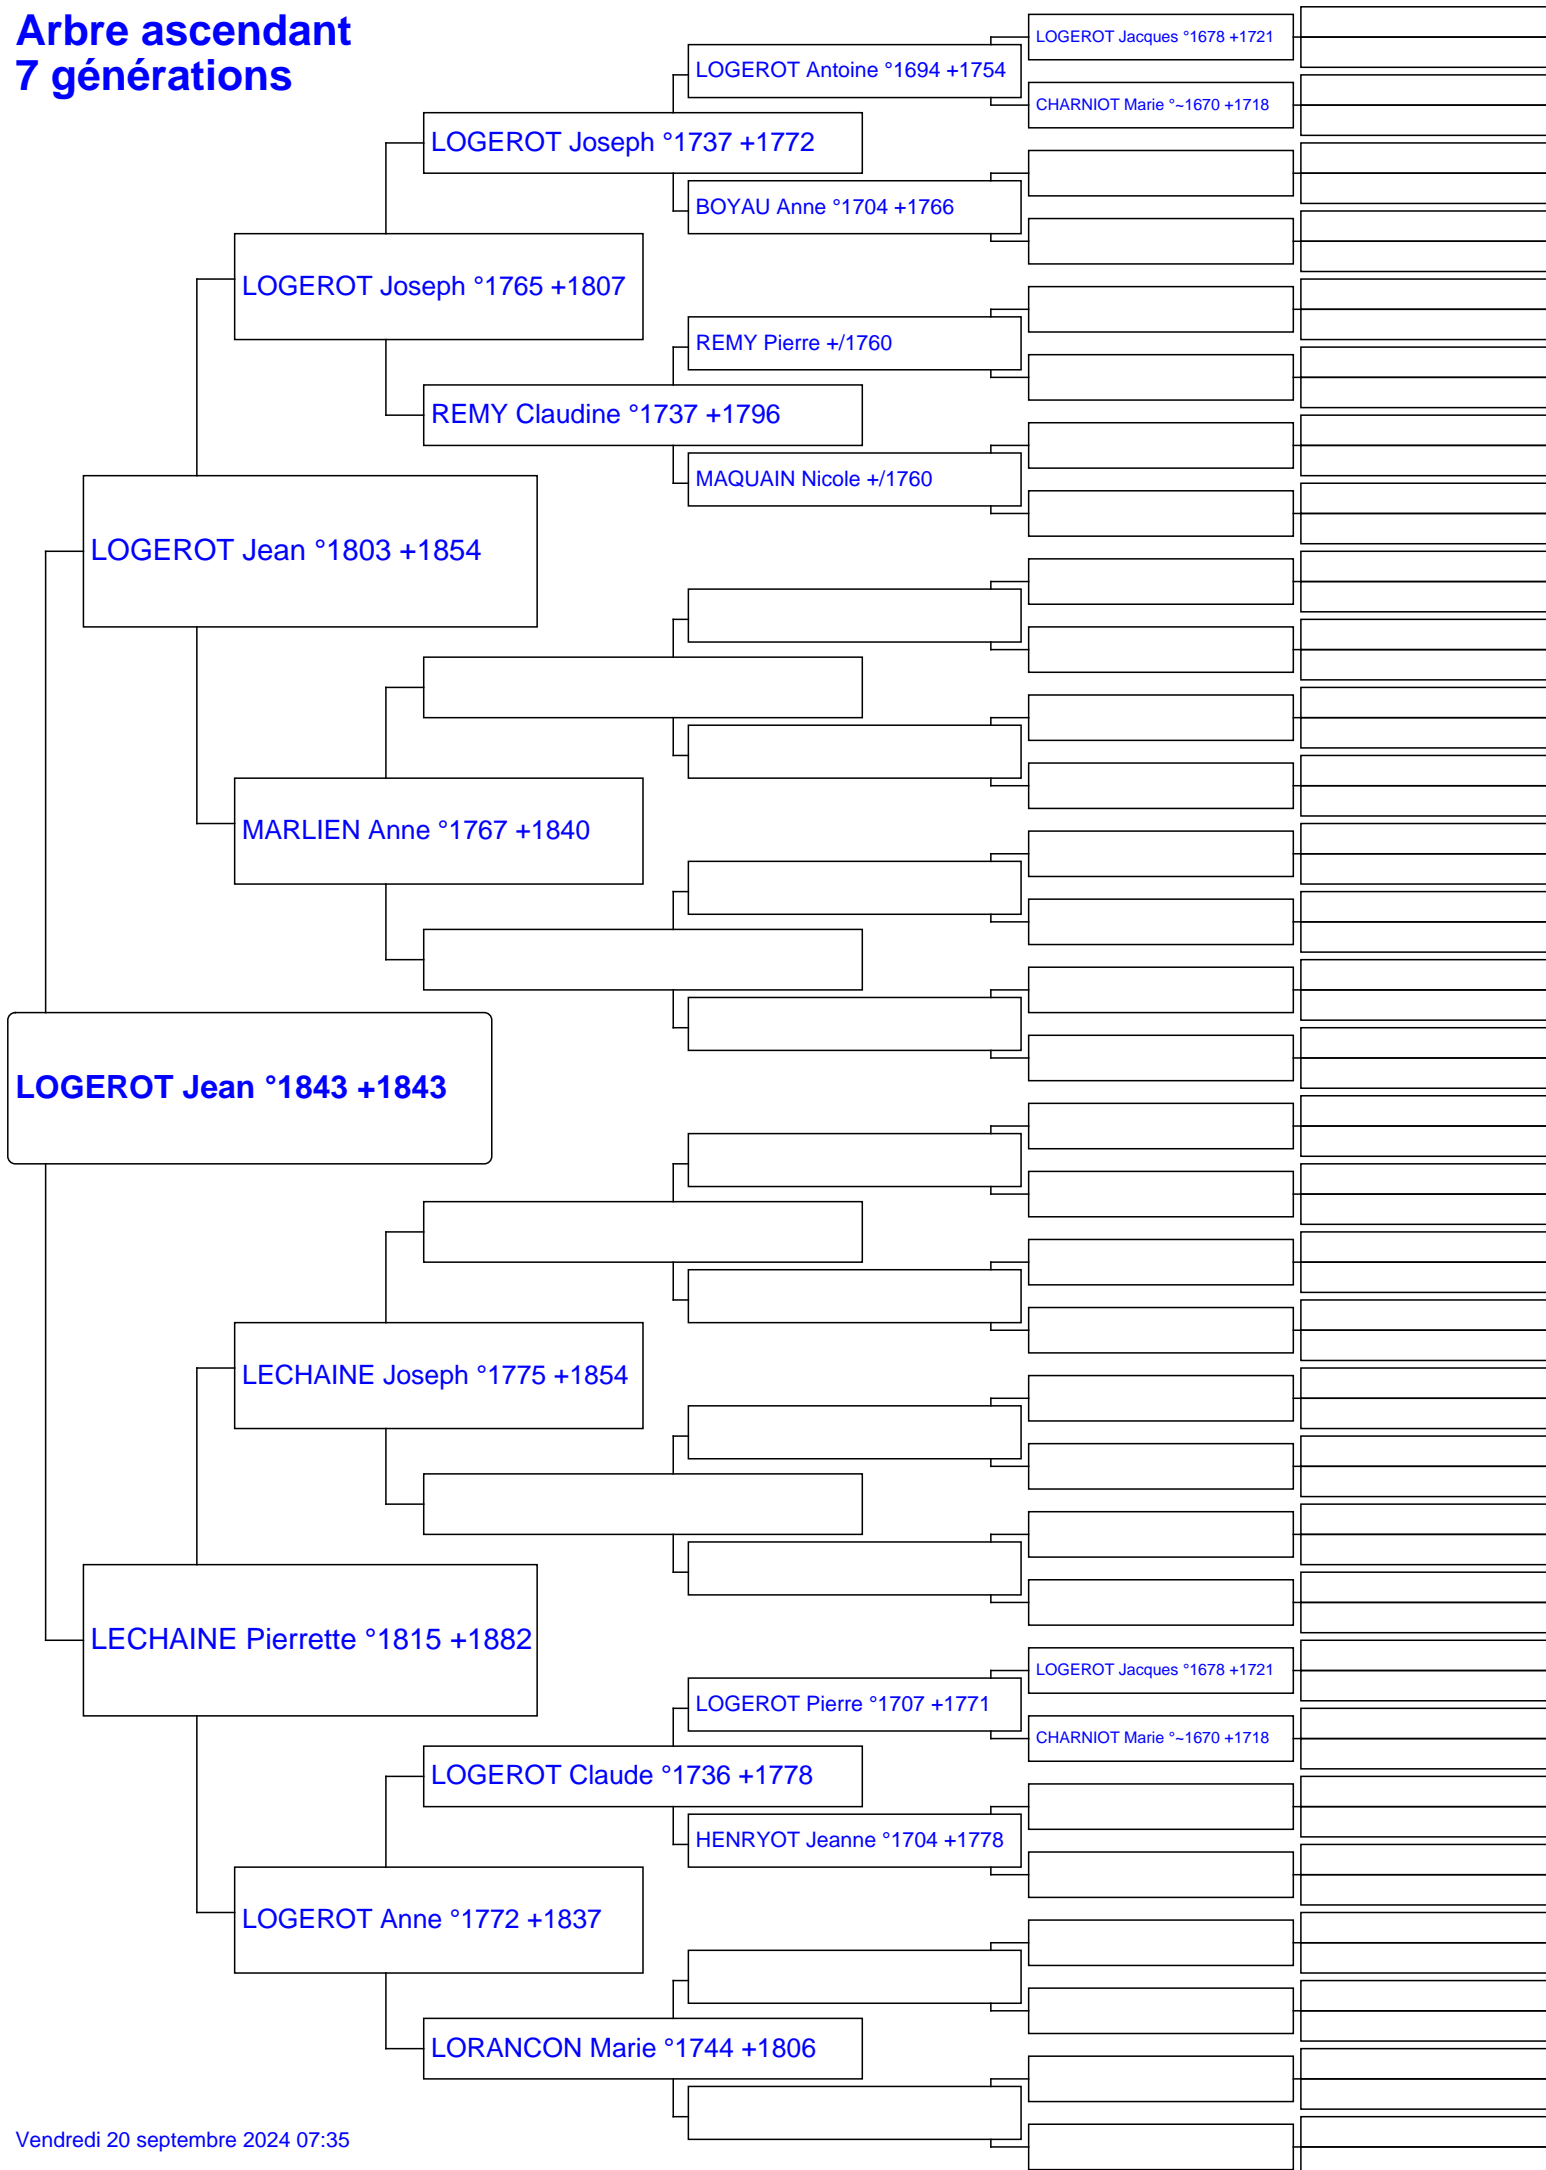 Arbre ascendant
7 générations
LOGEROT Jacques °1678 +1721
LOGEROT Antoine °1694 +1754
CHARNIOT Marie °~1670 +1718
LOGEROT Joseph °1737 +1772
BOYAU Anne °1704 +1766
LOGEROT Joseph °1765 +1807
REMY Pierre +/1760
REMY Claudine °1737 +1796
MAQUAIN Nicole +/1760
LOGEROT Jean °1803 +1854
MARLIEN Anne °1767 +1840
LOGEROT Jean °1843 +1843
LECHAINE Joseph °1775 +1854
LECHAINE Pierrette °1815 +1882
LOGEROT Jacques °1678 +1721
LOGEROT Pierre °1707 +1771
CHARNIOT Marie °~1670 +1718
LOGEROT Claude °1736 +1778
HENRYOT Jeanne °1704 +1778
LOGEROT Anne °1772 +1837
LORANCON Marie °1744 +1806
Vendredi 20 septembre 2024 07:35